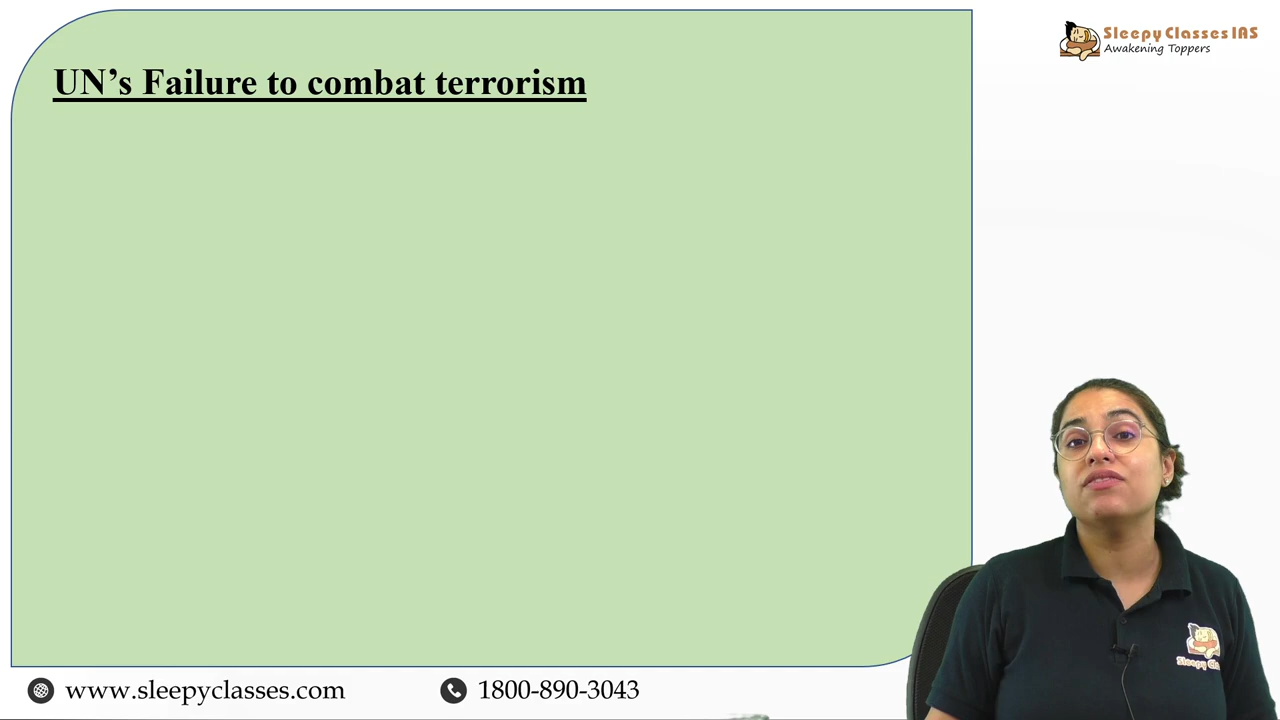 UN's Failure to combat terrorism
Sleepy Classes IAS
Awakening Toppers
www.sleepyclasses.com
1800-890-3043